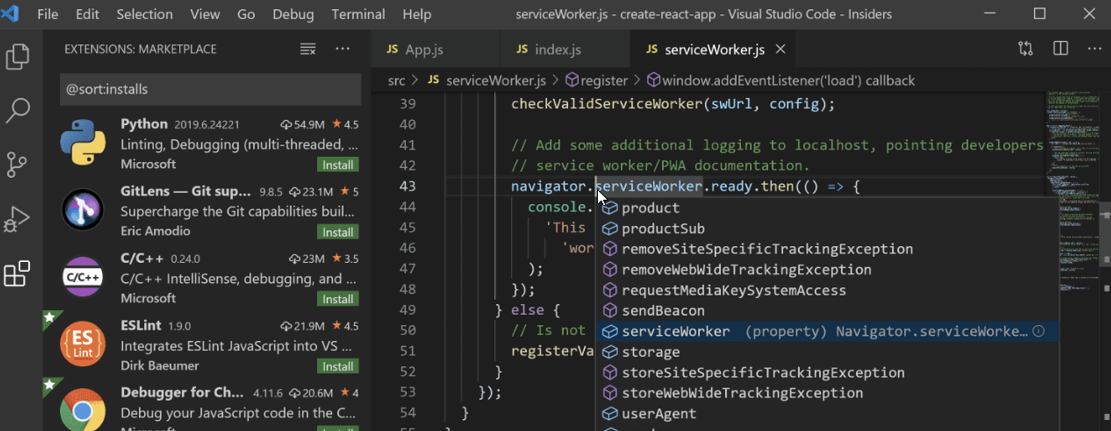 File Edit Selection View Go Debug Terminal Help serviceWorker.js - create-react-app - Visual Studio Code - Insiders
EXTENSIONS: MARKETPLACE
@sort:installs
Python 2019.6.24221 54.9M ★ 4.5
Linting, Debugging (multi-threaded, ...
Microsoft Install
GitLens — Git sup... 9.8.5 23.1M ★ 5
Supercharge the Git capabilities buil...
Eric Amodio Install
C/C++ 0.24.0 23M ★ 3.5
C/C++ IntelliSense, debugging, and ...
Microsoft Install
ESLint 1.9.0 21.9M ★ 4.5
Integrates ESLint JavaScript into VS ...
Dirk Baeumer Install
Debugger for Ch... 4.11.6 20.6M ★ 4
Debug your JavaScript code in the C...
JS App.js JS index.js JS serviceWorker.js
src > JS serviceWorker.js > register > window.addEventListener('load') callback
39 checkValidServiceWorker(swUrl, config);
40
41 // Add some additional logging to localhost, pointing developers
42 // service worker/PWA documentation.
43 navigator.serviceWorker.ready.then(() => {
44 console.
45 'This
46 'wor
47 );
48 });
49 } else {
50 // Is not
51 registerVa
52 }
53 });
54 }
product
productSub
removeSiteSpecificTrackingException
removeWebWideTrackingException
requestMediaKeySystemAccess
sendBeacon
serviceWorker (property) Navigator.serviceWorke...
storage
storeSiteSpecificTrackingException
storeWebWideTrackingException
userAgent